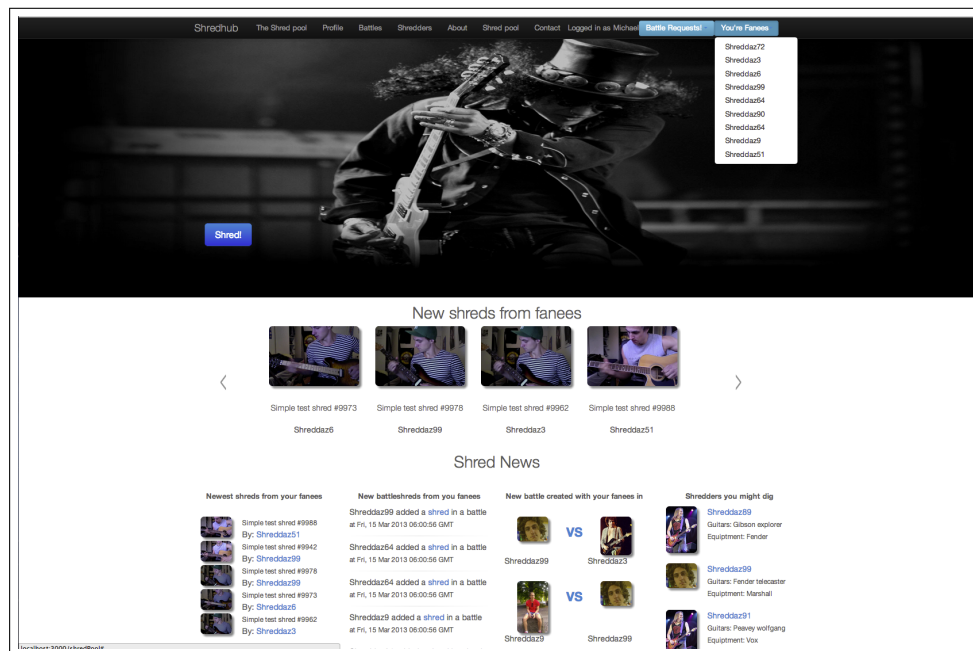 Shredhub The Shred pool Profile Battles Shredders About Shred pool Contact Logged in as Michael Battle Requests! You're Fanees
Shreddaz72
Shreddaz3
Shreddaz6
Shreddaz99
Shreddaz64
Shreddaz90
Shreddaz64
Shreddaz9
Shreddaz51
Shred!
New shreds from fanees
Simple test shred #9973 Simple test shred #9978 Simple test shred #9962 Simple test shred #9988
Shreddaz6 Shreddaz99 Shreddaz3 Shreddaz51
Shred News
Newest shreds from your fanees
Simple test shred #9988
By: Shreddaz51
Simple test shred #9942
By: Shreddaz99
Simple test shred #9978
By: Shreddaz99
Simple test shred #9973
By: Shreddaz6
Simple test shred #9962
By: Shreddaz3
New battleshreds from you fanees
Shreddaz99 added a shred in a battle
at Fri, 15 Mar 2013 06:00:56 GMT
Shreddaz64 added a shred in a battle
at Fri, 15 Mar 2013 06:00:56 GMT
Shreddaz64 added a shred in a battle
at Fri, 15 Mar 2013 06:00:56 GMT
Shreddaz9 added a shred in a battle
at Fri, 15 Mar 2013 06:00:56 GMT
New battle created with your fanees in
VS
Shreddaz99 Shreddaz3
VS
Shreddaz9 Shreddaz99
Shredders you might dig
Shreddaz89
Guitars: Gibson explorer
Equiptment: Fender
Shreddaz99
Guitars: Fender telecaster
Equiptment: Marshall
Shreddaz91
Guitars: Peavey wolfgang
Equiptment: Vox
localhost:3000/shredPool#